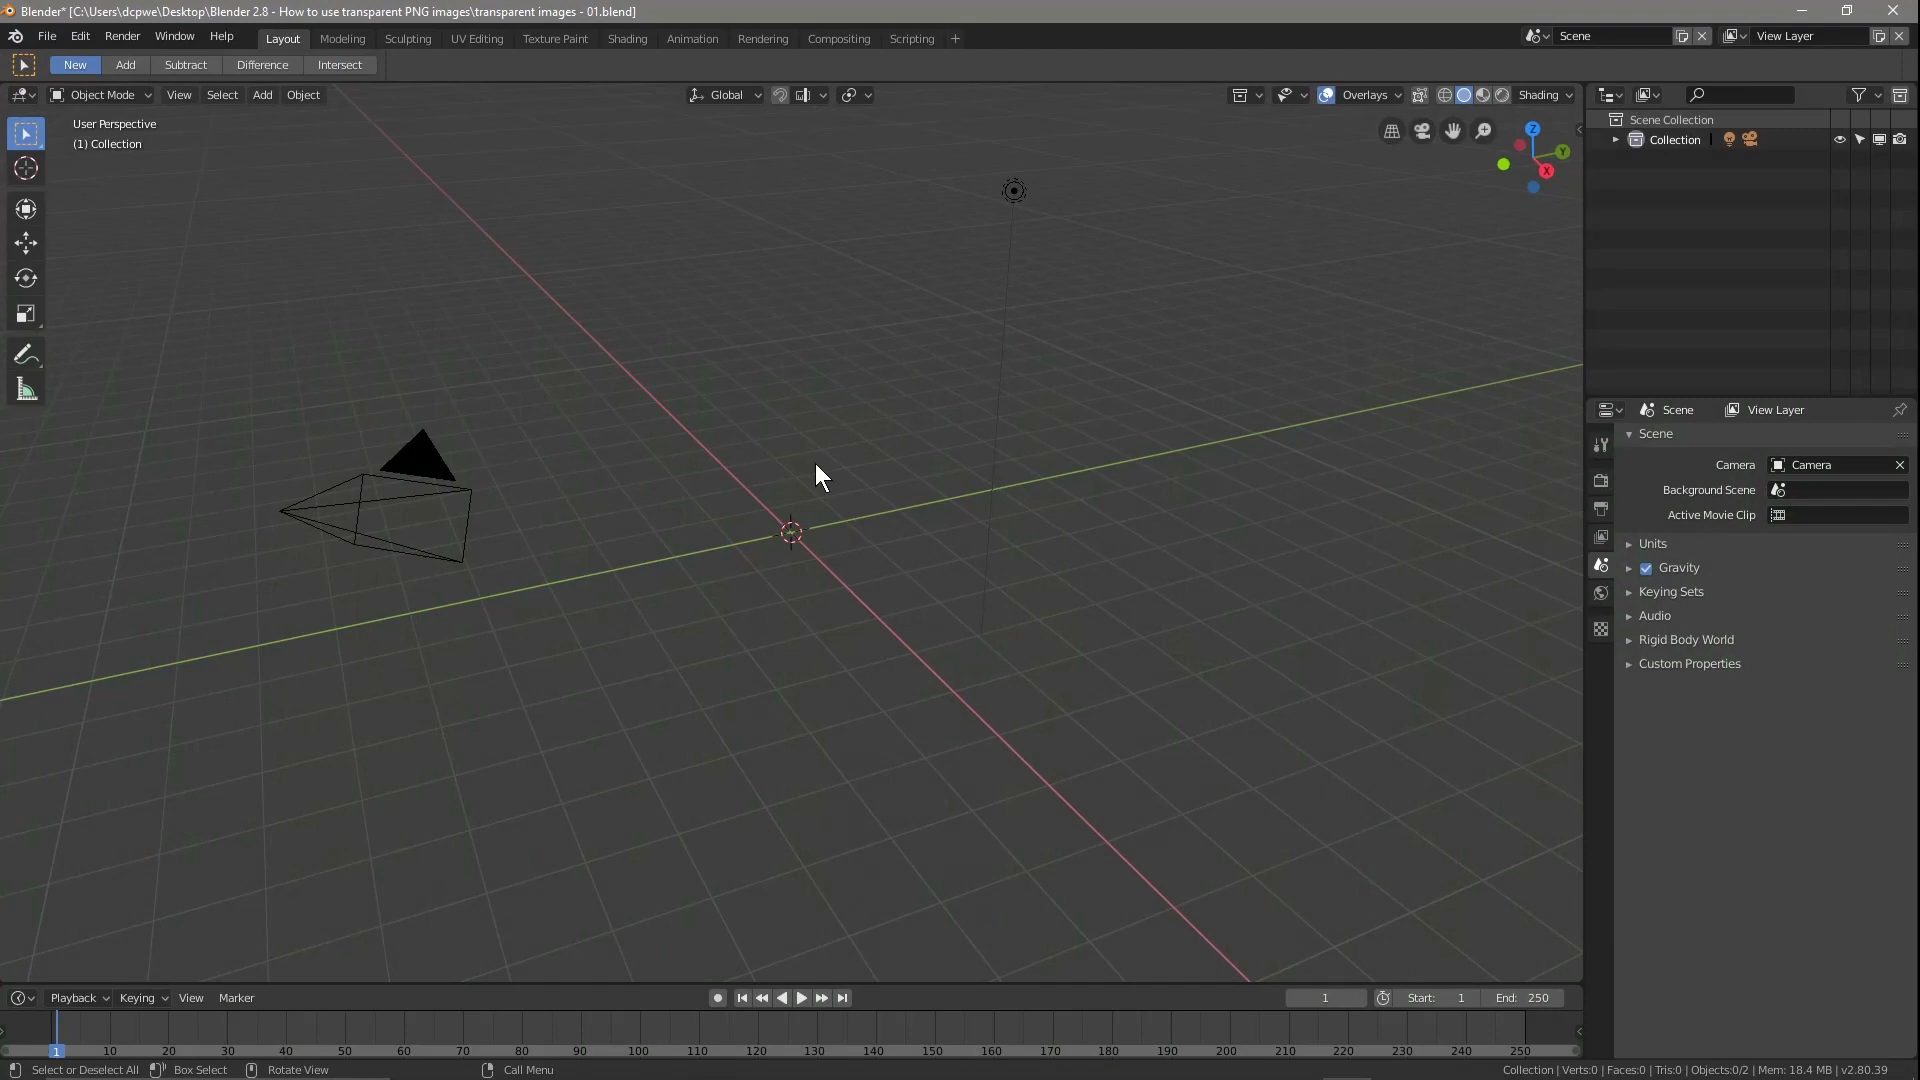 Blender* [C:\Users\dcpwe\Desktop\Blender 2.8 - How to use transparent PNG images\transparent images - 01.blend]
File Edit Render Window Help Layout Modeling Sculpting UV Editing Texture Paint Shading Animation Rendering Compositing Scripting + Scene View Layer
New Add Subtract Difference Intersect
Object Mode View Select Add Object Global Overlays Shading
User Perspective
(1) Collection
Z
Y
X
Scene Collection
Collection
Scene View Layer
Scene
Camera Camera
Background Scene
Active Movie Clip
Units
Gravity
Keying Sets
Audio
Rigid Body World
Custom Properties
Playback Keying View Marker 1 Start: 1 End: 250
1 10 20 30 40 50 60 70 80 90 100 110 120 130 140 150 160 170 180 190 200 210 220 230 240 250
Select or Deselect All Box Select Rotate View Call Menu Collection | Verts:0 | Faces:0 | Tris:0 | Objects:0/2 | Mem: 18.4 MB | v2.80.39